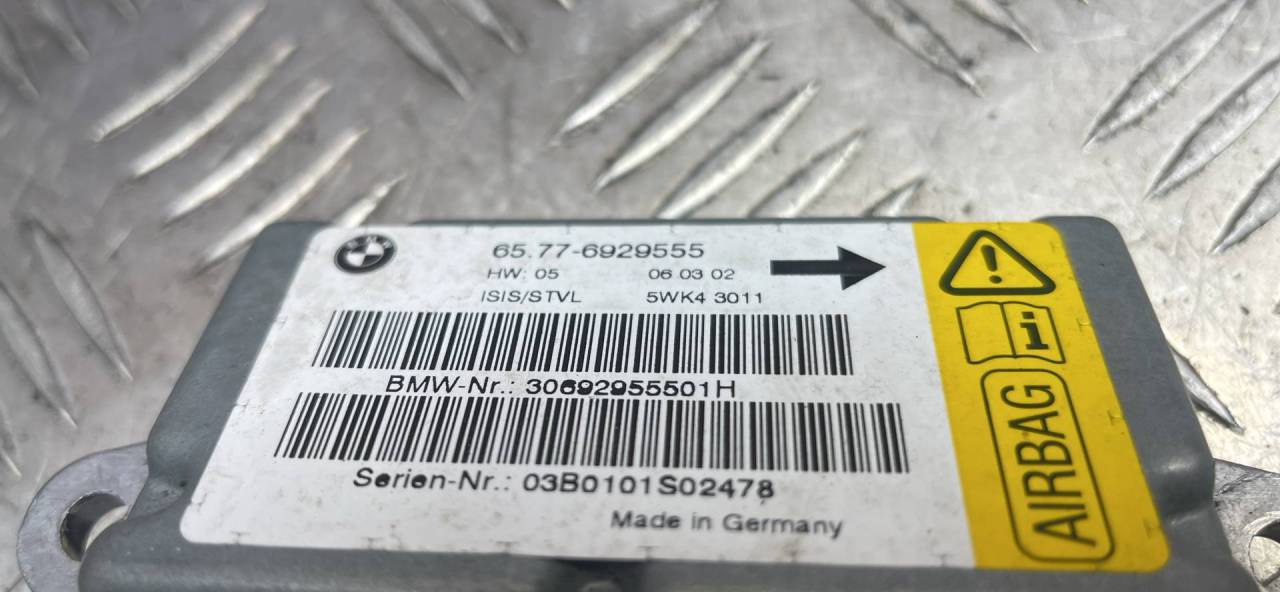 65.77-6929555
HW: 05 06 03 02
ISIS/STVL 5WK4 3011
BMW-Nr.: 30692955501H
Serien-Nr.: 03B0101S02478
Made in Germany
i
AIRBAG